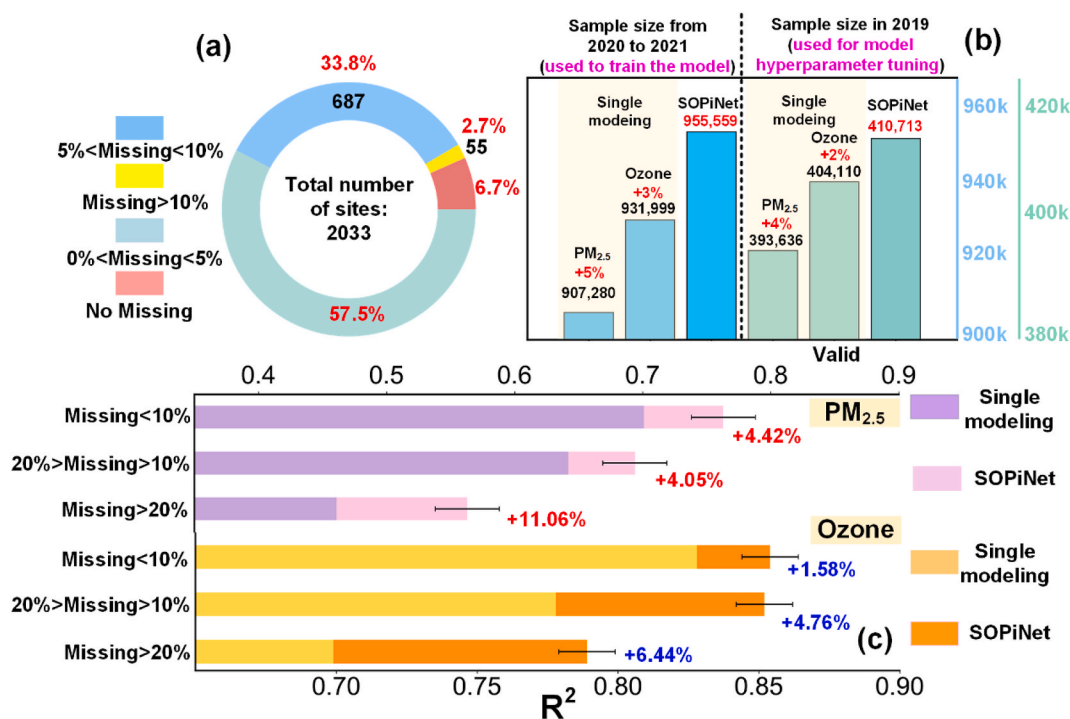 (a)
33.8%
687
2.7%
55
6.7%
Total number
of sites:
2033
57.5%
5%<Missing<10%
Missing>10%
0%<Missing<5%
No Missing
Sample size from
2020 to 2021
(used to train the model)
Sample size in 2019
(used for model
hyperparameter tuning)
(b)
Single
modeing
SOPiNet
955,559
Ozone
+3%
931,999
PM2.5
+5%
907,280
Single
modeing
SOPiNet
410,713
Ozone
+2%
404,110
PM2.5
+4%
393,636
960k
940k
920k
900k
420k
400k
380k
Valid
0.4 0.5 0.6 0.7 0.8 0.9
Missing<10%
+4.42%
20%>Missing>10%
+4.05%
Missing>20%
+11.06%
Missing<10%
+1.58%
20%>Missing>10%
+4.76%
Missing>20%
+6.44%
PM2.5
Ozone
(c)
Single
modeling
SOPiNet
Single
modeling
SOPiNet
0.70 0.75 0.80 0.85 0.90
R²